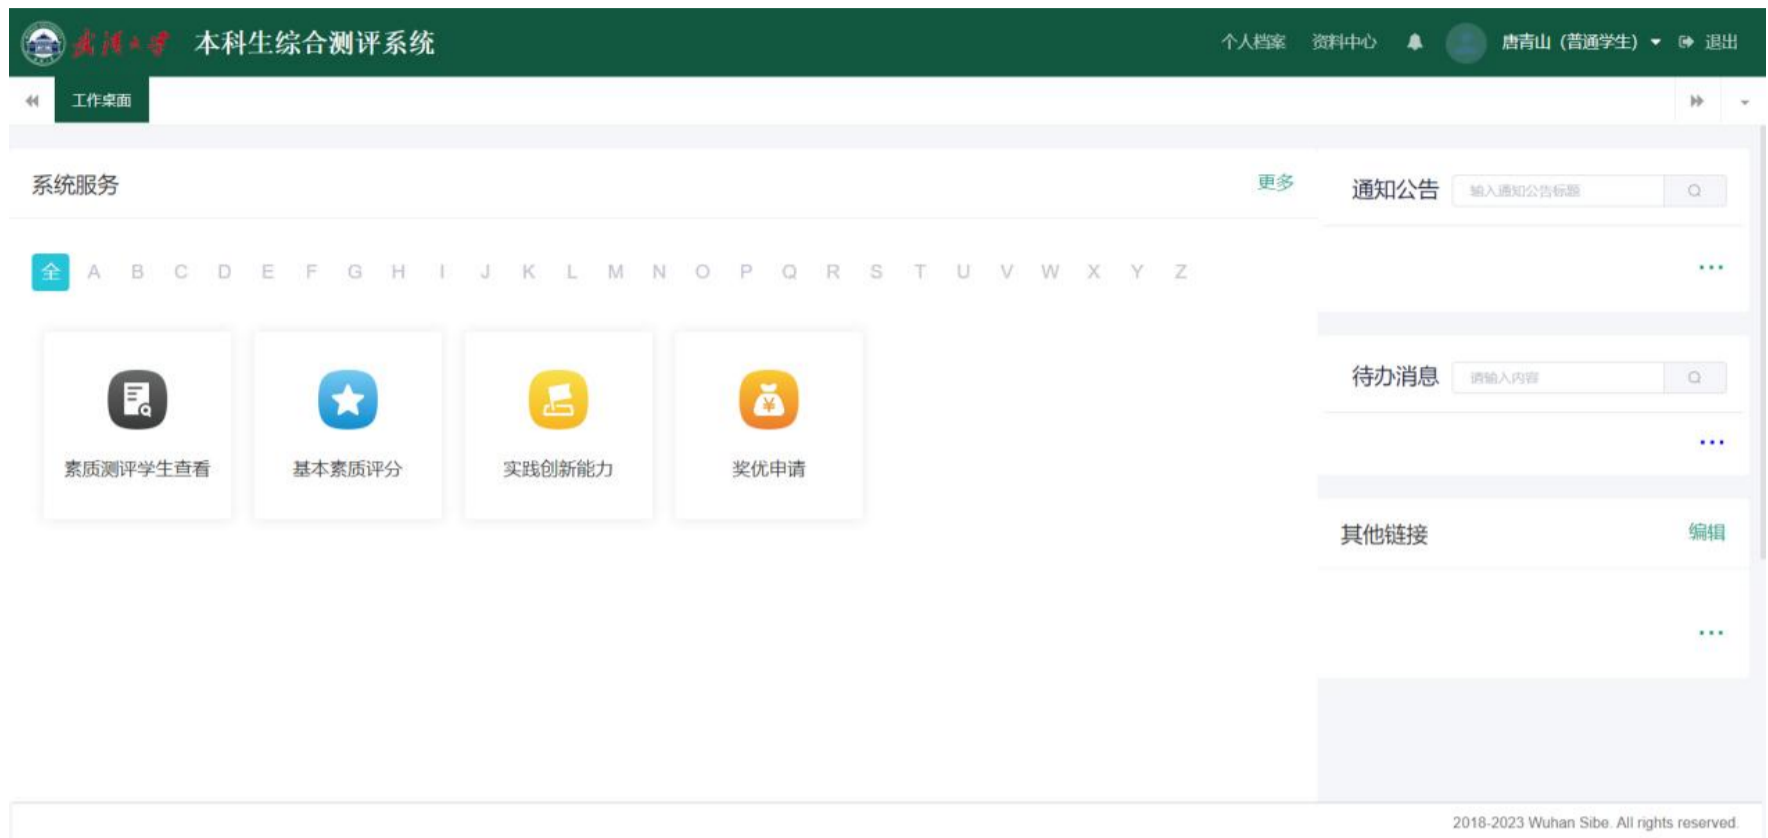 武汉大学 本科生综合测评系统 个人档案 资料中心 唐青山（普通学生） 退出
工作桌面
系统服务 更多
全 A B C D E F G H I J K L M N O P Q R S T U V W X Y Z
素质测评学生查看 基本素质评分 实践创新能力 奖优申请
通知公告 输入通知公告标题
...
待办消息 请输入内容
...
其他链接 编辑
...
2018-2023 Wuhan Sibe. All rights reserved.